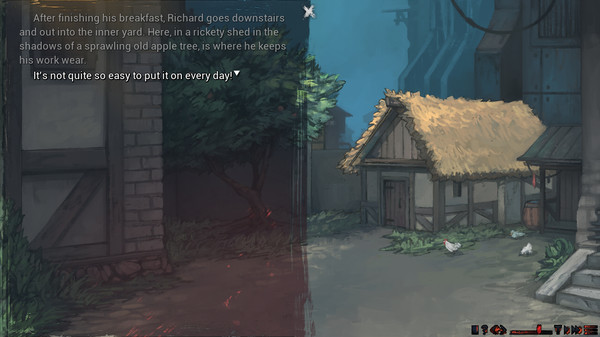 After finishing his breakfast, Richard goes downstairs
and out into the inner yard. Here, in a rickety shed in the
shadows of a sprawling old apple tree, is where he keeps
his work wear.
It's not quite so easy to put it on every day!